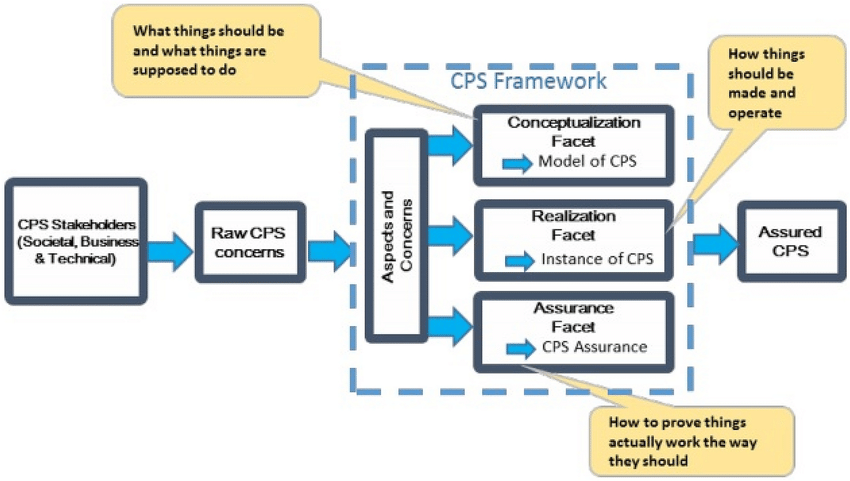 What things should be
and what things are
supposed to do
How things
should be
made and
operate
CPS Framework
Conceptualization
Facet
Model of CPS
CPS Stakeholders
(Societal, Business
& Technical)
Raw CPS
concerns
Aspects and
Concerns
Realization
Facet
Instance of CPS
Assured
CPS
Assurance
Facet
CPS Assurance
How to prove things
actually work the way
they should